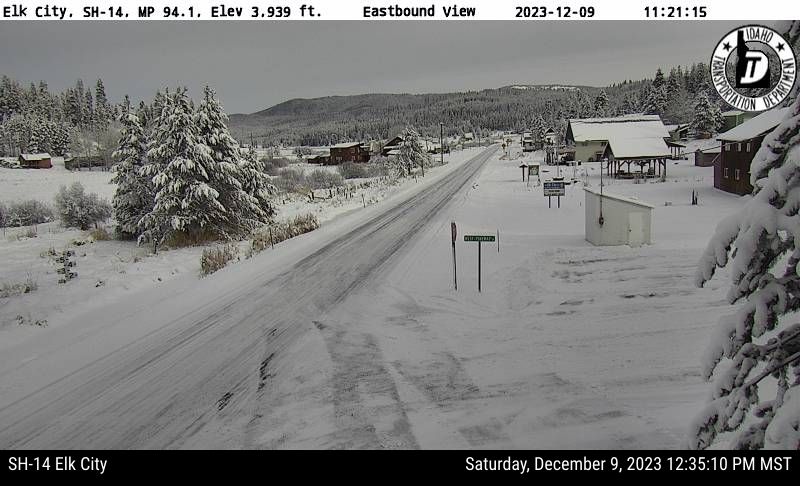 Elk City, SH-14, MP 94.1, Elev 3,939 ft.    Eastbound View    2023-12-09    11:21:15
IDAHO
TRANSPORTATION DEPARTMENT
SH-14 Elk City
Saturday, December 9, 2023 12:35:10 PM MST